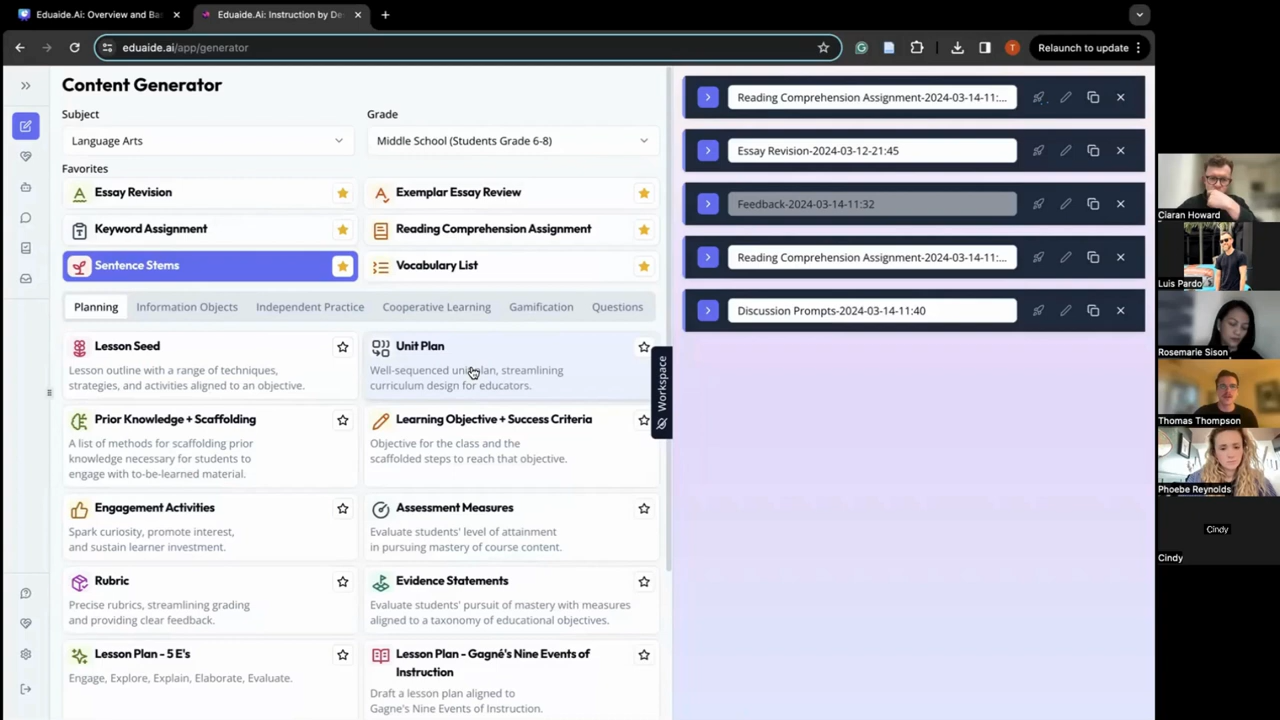 Eduaide.Ai: Overview and Ba
Eduaide.Ai: Instruction by De
eduaide.ai/app/generator
T
Relaunch to update
Content Generator
Subject
Grade
Language Arts
Middle School (Students Grade 6-8)
Favorites
Essay Revision
Exemplar Essay Review
Keyword Assignment
Reading Comprehension Assignment
Sentence Stems
Vocabulary List
Planning
Information Objects
Independent Practice
Cooperative Learning
Gamification
Questions
Lesson Seed
Lesson outline with a range of techniques,
strategies, and activities aligned to an objective.
Unit Plan
Well-sequenced unit plan, streamlining
curriculum design for educators.
Prior Knowledge + Scaffolding
A list of methods for scaffolding prior
knowledge necessary for students to
engage with to-be-learned material.
Learning Objective + Success Criteria
Objective for the class and the
scaffolded steps to reach that objective.
Engagement Activities
Spark curiosity, promote interest,
and sustain learner investment.
Assessment Measures
Evaluate students' level of attainment
in pursuing mastery of course content.
Rubric
Precise rubrics, streamlining grading
and providing clear feedback.
Evidence Statements
Evaluate students' pursuit of mastery with measures
aligned to a taxonomy of educational objectives.
Lesson Plan - 5 E's
Engage, Explore, Explain, Elaborate, Evaluate.
Lesson Plan - Gagné's Nine Events of
Instruction
Draft a lesson plan aligned to
Gagne's Nine Events of Instruction.
Workspace
Reading Comprehension Assignment-2024-03-14-11:...
Essay Revision-2024-03-12-21:45
Feedback-2024-03-14-11:32
Reading Comprehension Assignment-2024-03-14-11:...
Discussion Prompts-2024-03-14-11:40
Ciaran Howard
Luis Pardo
Rosemarie Sison
Thomas Thompson
Phoebe Reynolds
Cindy
Cindy